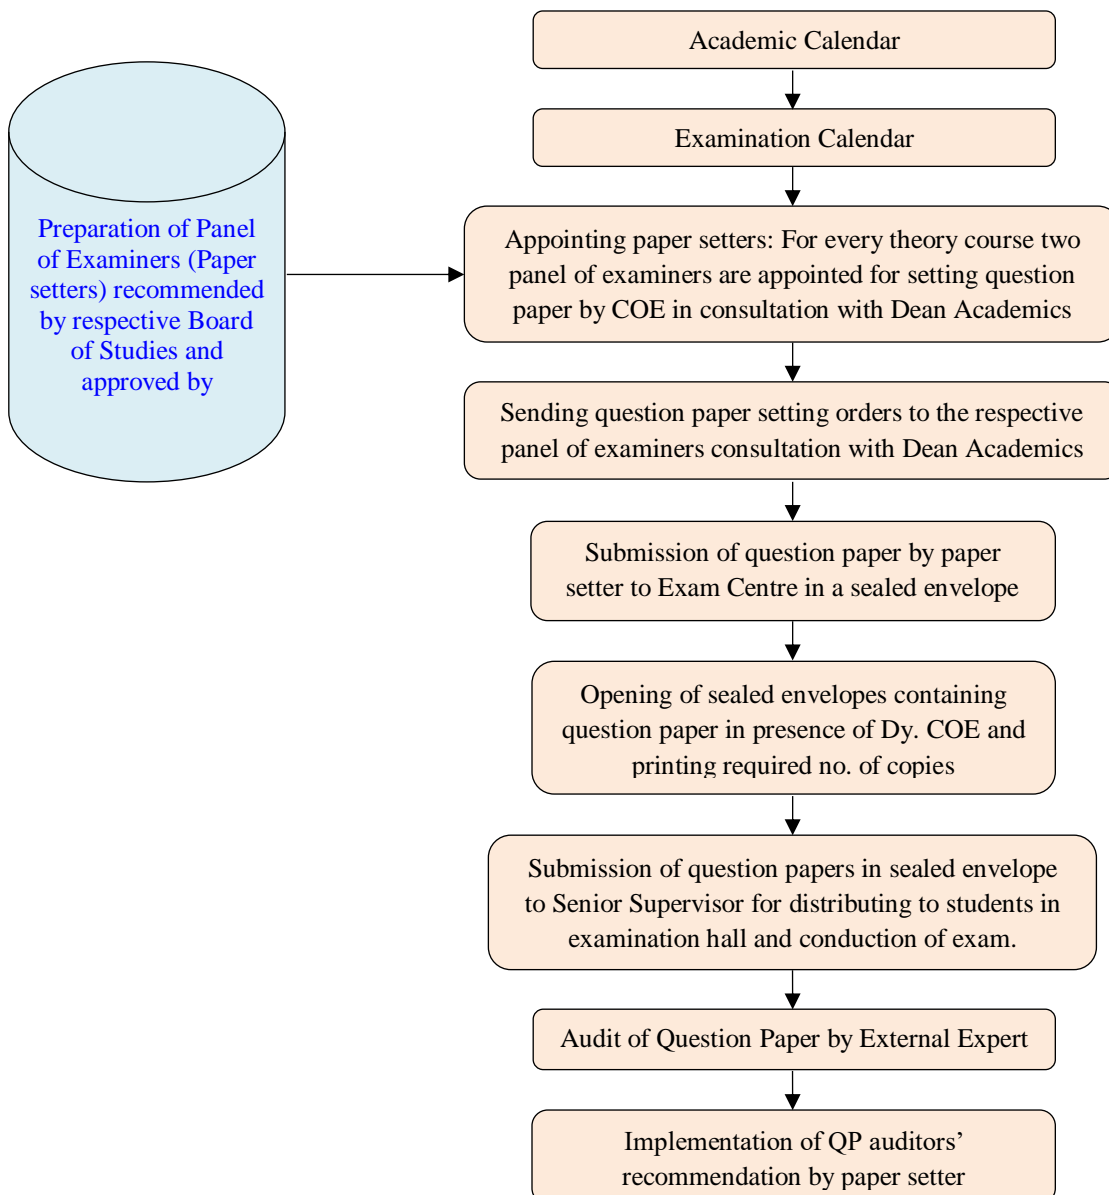 Academic Calendar
Examination Calendar
Preparation of Panel
of Examiners (Paper
setters) recommended
by respective Board
of Studies and
approved by
Appointing paper setters: For every theory course two
panel of examiners are appointed for setting question
paper by COE in consultation with Dean Academics
Sending question paper setting orders to the respective
panel of examiners consultation with Dean Academics
Submission of question paper by paper
setter to Exam Centre in a sealed envelope
Opening of sealed envelopes containing
question paper in presence of Dy. COE and
printing required no. of copies
Submission of question papers in sealed envelope
to Senior Supervisor for distributing to students in
examination hall and conduction of exam.
Audit of Question Paper by External Expert
Implementation of QP auditors’
recommendation by paper setter